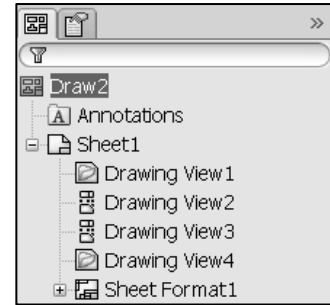 »
Draw2
A Annotations
Sheet1
Drawing View1
Drawing View2
Drawing View3
Drawing View4
Sheet Format1